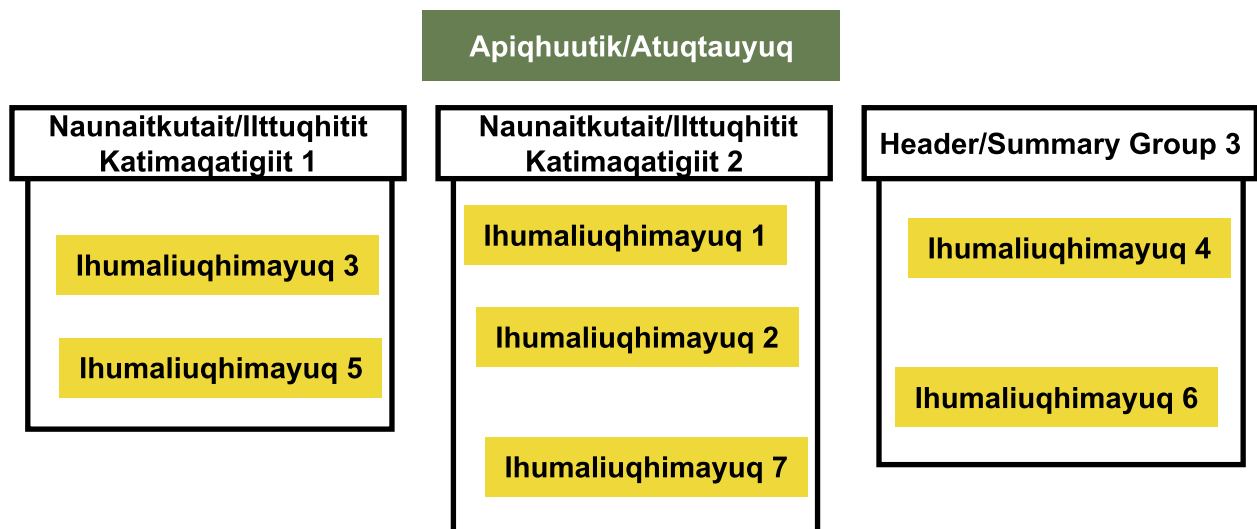 Apiqhuutik/Atuqtauyuq
Naunaitkutait/Ilttuqhitit
Katimaqatigiit 1
Ihumaliuqhimayuq 3
Ihumaliuqhimayuq 5
Naunaitkutait/Ilttuqhitit
Katimaqatigiit 2
Ihumaliuqhimayuq 1
Ihumaliuqhimayuq 2
Ihumaliuqhimayuq 7
Header/Summary Group 3
Ihumaliuqhimayuq 4
Ihumaliuqhimayuq 6